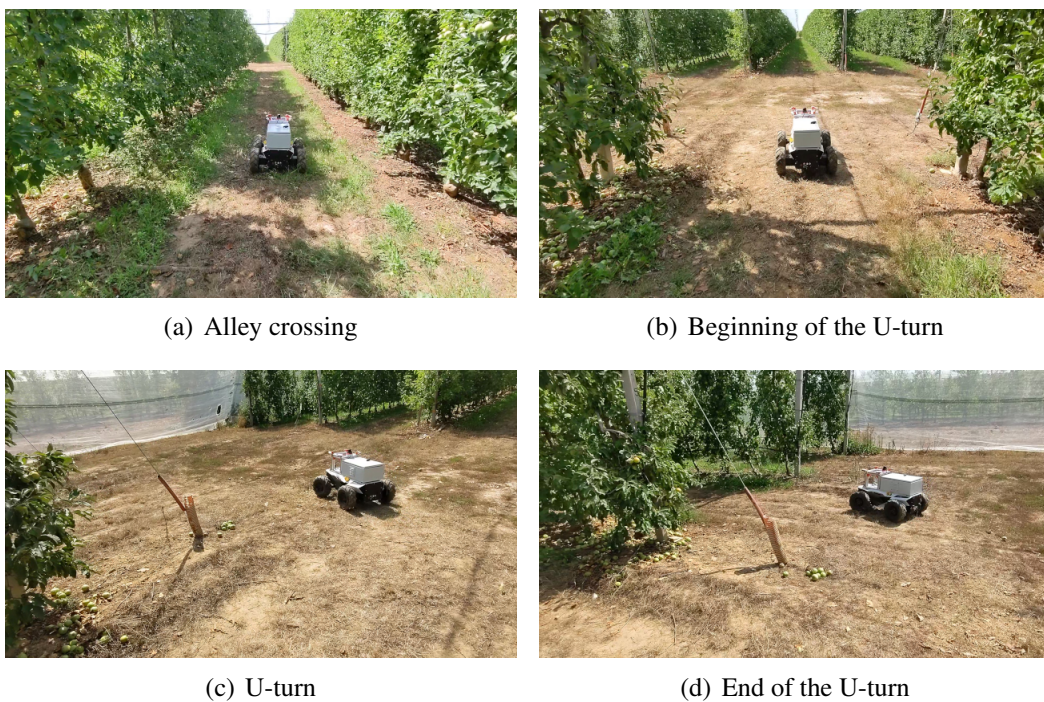 (a) Alley crossing
(b) Beginning of the U-turn
(c) U-turn
(d) End of the U-turn